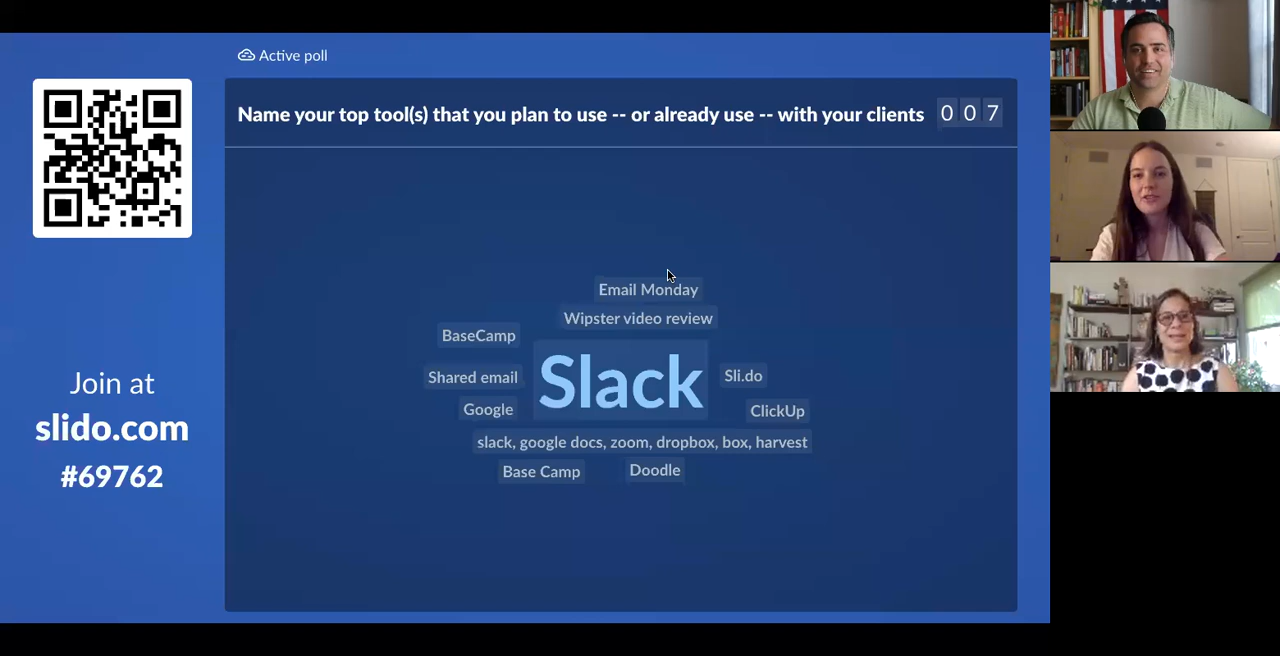 Active poll
Name your top tool(s) that you plan to use -- or already use -- with your clients
0 0 7
Email Monday
Wipster video review
BaseCamp
Slack
Shared email
Sli.do
Google
ClickUp
slack, google docs, zoom, dropbox, box, harvest
Base Camp
Doodle
Join at
slido.com
#69762